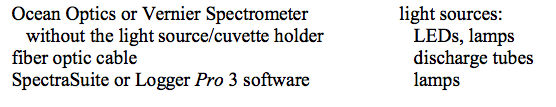 Ocean Optics or Vernier Spectrometer
without the light source/cuvette holder
fiber optic cable
SpectraSuite or Logger Pro 3 software
light sources:
LEDs, lamps
discharge tubes
lamps